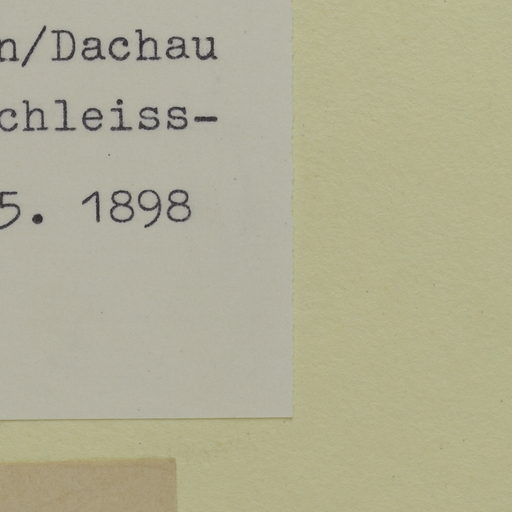 n/Dachau
chleiss-
5. 1898